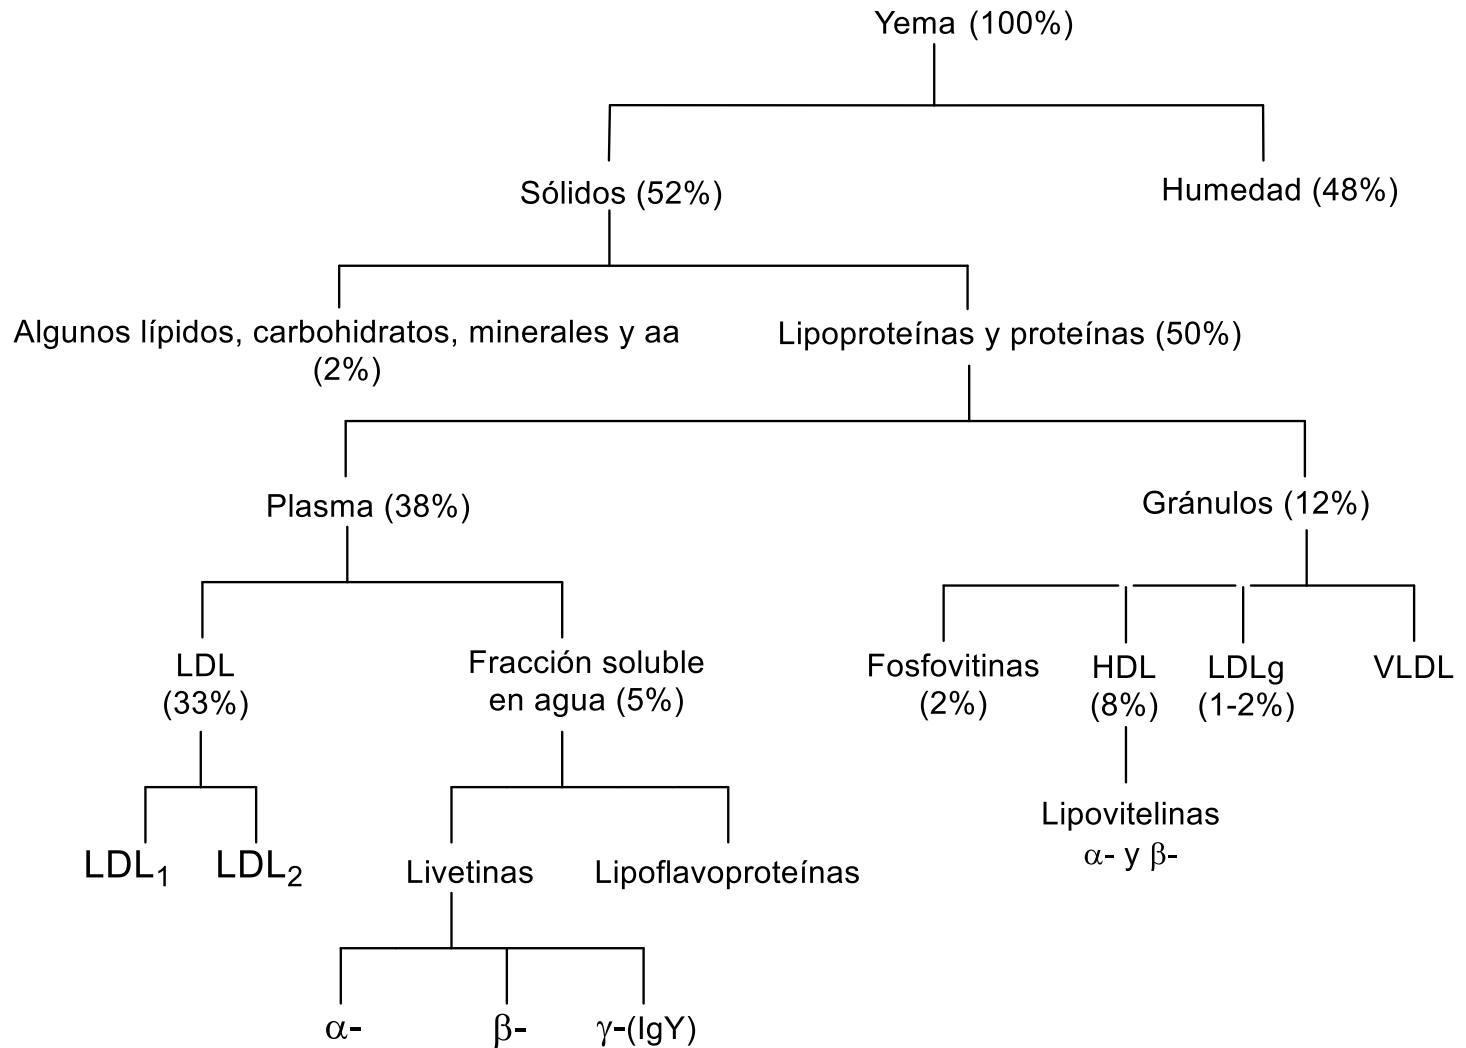 Yema (100%)
Sólidos (52%)
Humedad (48%)
Algunos lípidos, carbohidratos, minerales y aa
(2%)
Lipoproteínas y proteínas (50%)
Plasma (38%)
Gránulos (12%)
LDL
(33%)
Fracción soluble
en agua (5%)
Fosfovitinas
(2%)
HDL
(8%)
LDLg
(1-2%)
VLDL
Lipovitelinas
α- y β-
LDL₁
LDL₂
Livetinas
Lipoflavoproteínas
α-
β-
γ-(IgY)